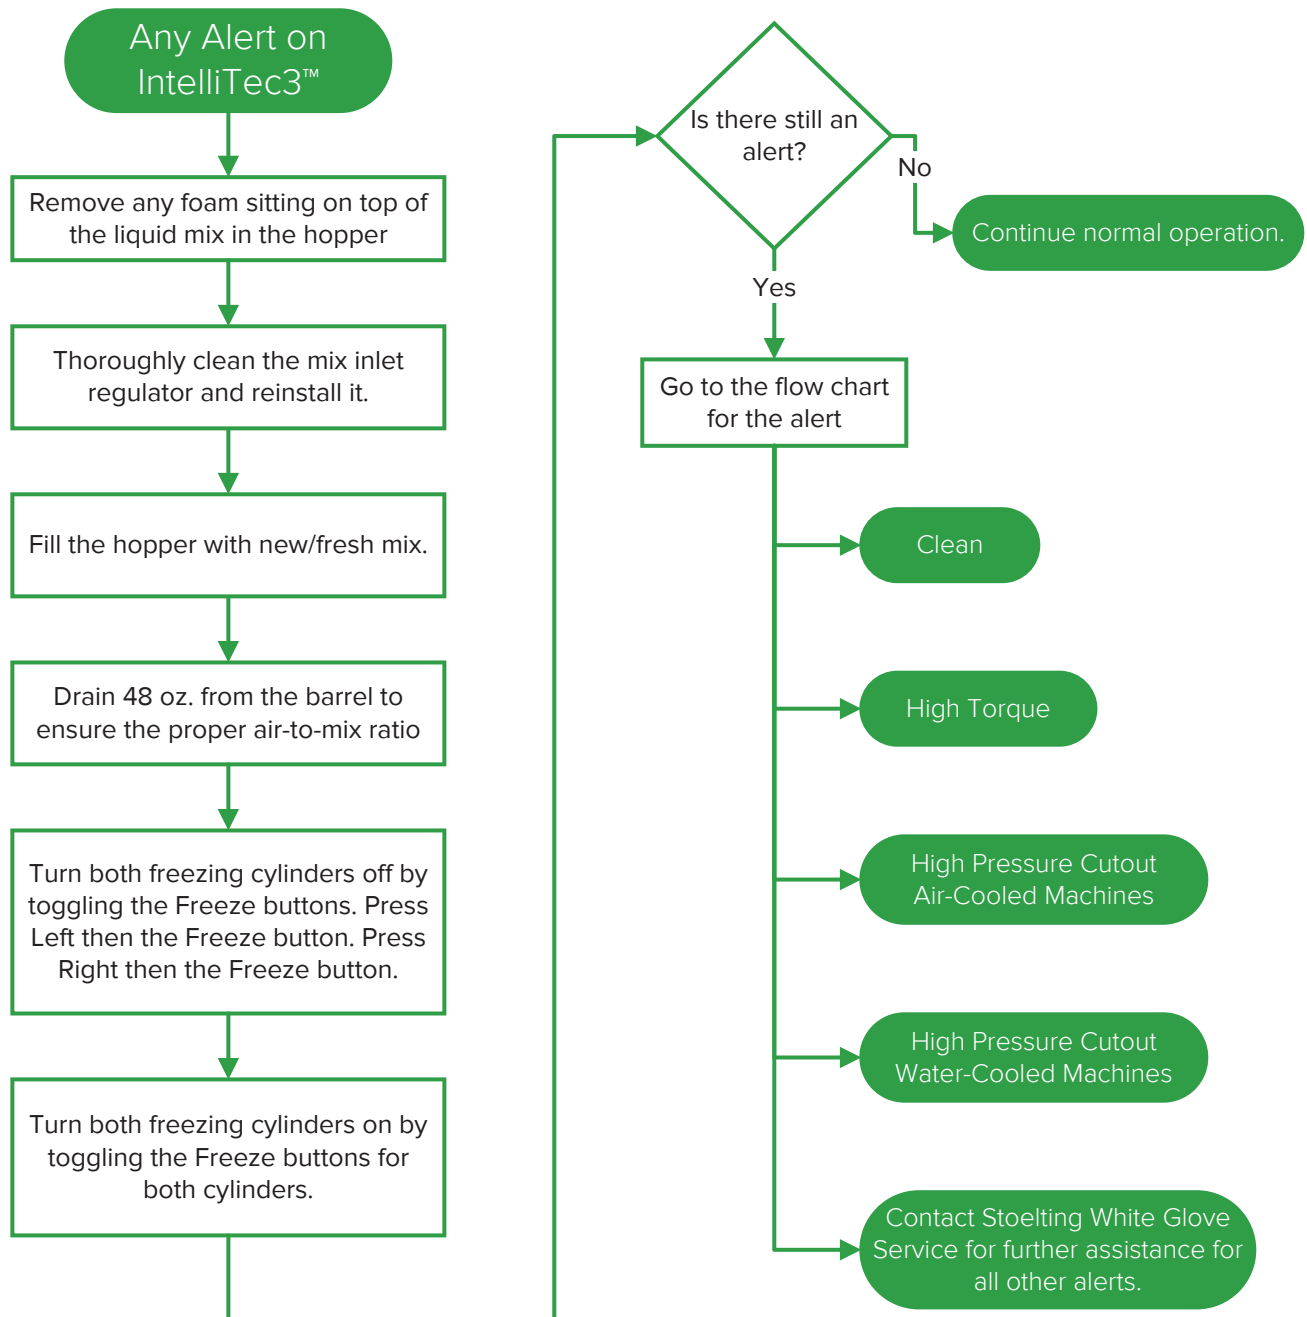 Any Alert on
IntelliTec3™
Remove any foam sitting on top of
the liquid mix in the hopper
Thoroughly clean the mix inlet
regulator and reinstall it.
Fill the hopper with new/fresh mix.
Drain 48 oz. from the barrel to
ensure the proper air-to-mix ratio
Turn both freezing cylinders off by
toggling the Freeze buttons. Press
Left then the Freeze button. Press
Right then the Freeze button.
Turn both freezing cylinders on by
toggling the Freeze buttons for
both cylinders.
Is there still an
alert?
No
Continue normal operation.
Yes
Go to the flow chart
for the alert
Clean
High Torque
High Pressure Cutout
Air-Cooled Machines
High Pressure Cutout
Water-Cooled Machines
Contact Stoelting White Glove
Service for further assistance for
all other alerts.